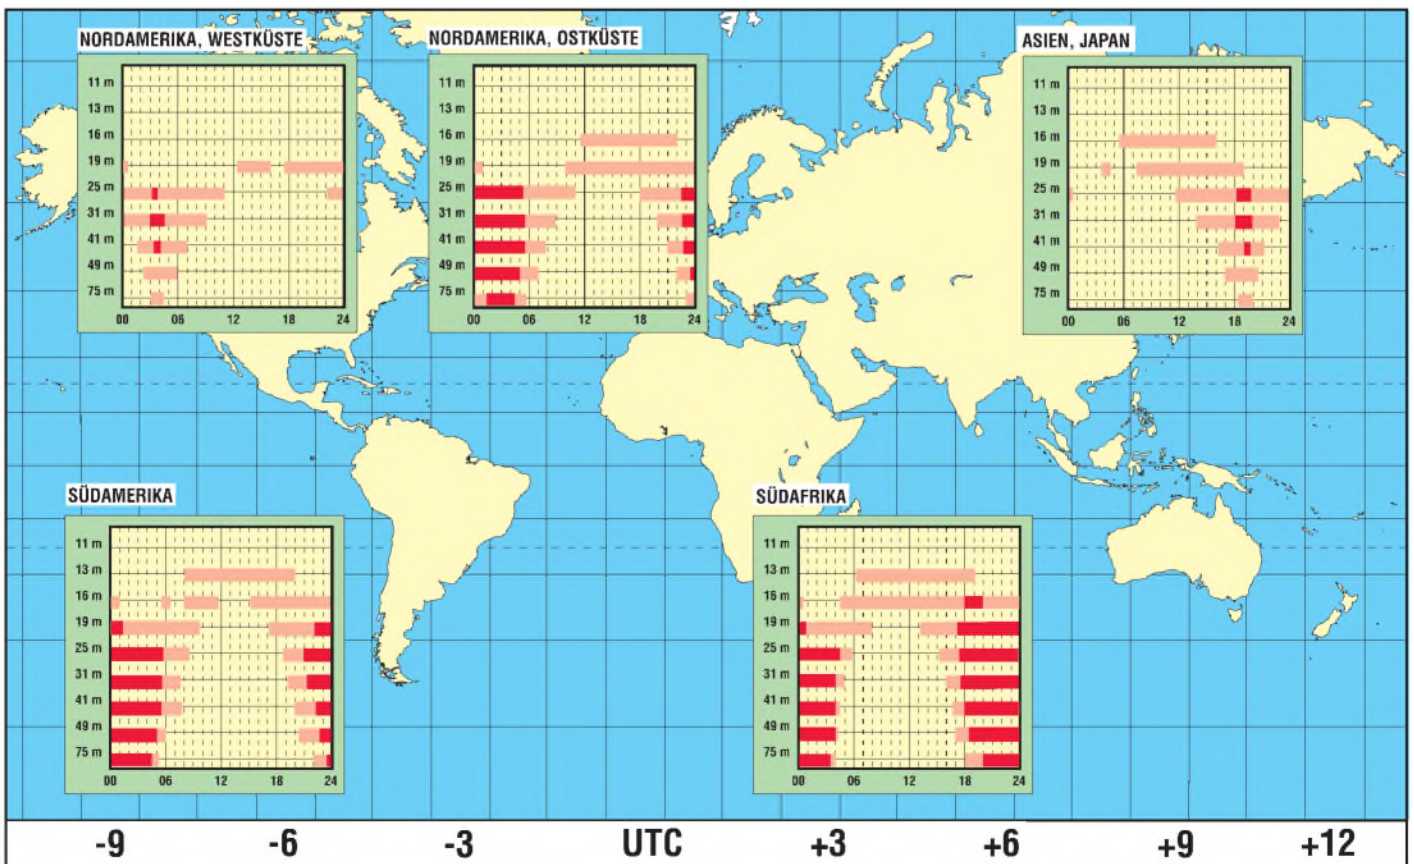 NORDAMERIKA, WESTKÜSTE
11 m
13 m
16 m
19 m
25 m
31 m
41 m
49 m
75 m
00 06 12 18 24
NORDAMERIKA, OSTKÜSTE
11 m
13 m
16 m
19 m
25 m
31 m
41 m
49 m
75 m
00 06 12 18 24
ASIEN, JAPAN
11 m
13 m
16 m
19 m
25 m
31 m
41 m
49 m
75 m
00 06 12 18 24
SÜDAMERIKA
11 m
13 m
16 m
19 m
25 m
31 m
41 m
49 m
75 m
00 06 12 18 24
SÜDAFRIKA
11 m
13 m
16 m
19 m
25 m
31 m
41 m
49 m
75 m
00 06 12 18 24
-9 -6 -3 UTC +3 +6 +9 +12